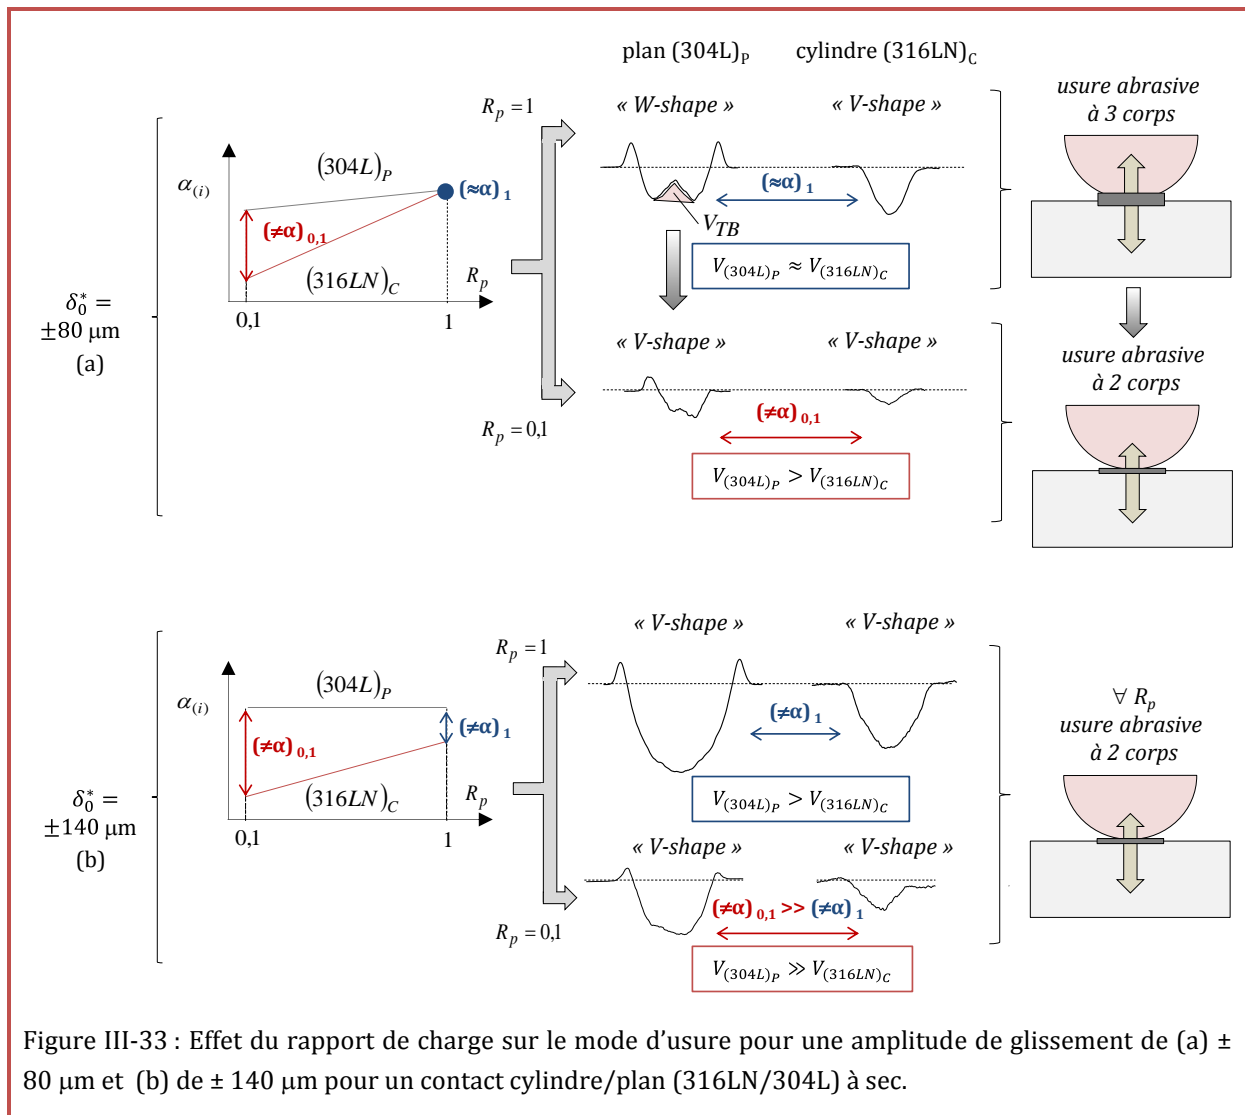 plan (304L)P cylindre (316LN)C
Rp = 1
« W-shape » « V-shape »
usure abrasive
à 3 corps
α(i)
(304L)P
(≈α) 1
(≠α)0,1
(316LN)C
Rp
0,1 1
(≈α) 1
VTB
V(304L)P ≈ V(316LN)C
δ0* =
±80 μm
(a)
« V-shape » « V-shape »
usure abrasive
à 2 corps
Rp = 0,1
(≠α)0,1
V(304L)P > V(316LN)C
« V-shape » « V-shape »
Rp = 1
α(i)
(304L)P
(≠α) 1
(≠α)0,1
(316LN)C
Rp
0,1 1
(≠α) 1
∀ Rp
usure abrasive
à 2 corps
δ0* =
±140 μm
(b)
V(304L)P > V(316LN)C
« V-shape » « V-shape »
Rp = 0,1
(≠α)0,1 >> (≠α)1
V(304L)P ≫ V(316LN)C
Figure III-33 : Effet du rapport de charge sur le mode d’usure pour une amplitude de glissement de (a) ±
80 μm et (b) de ± 140 μm pour un contact cylindre/plan (316LN/304L) à sec.